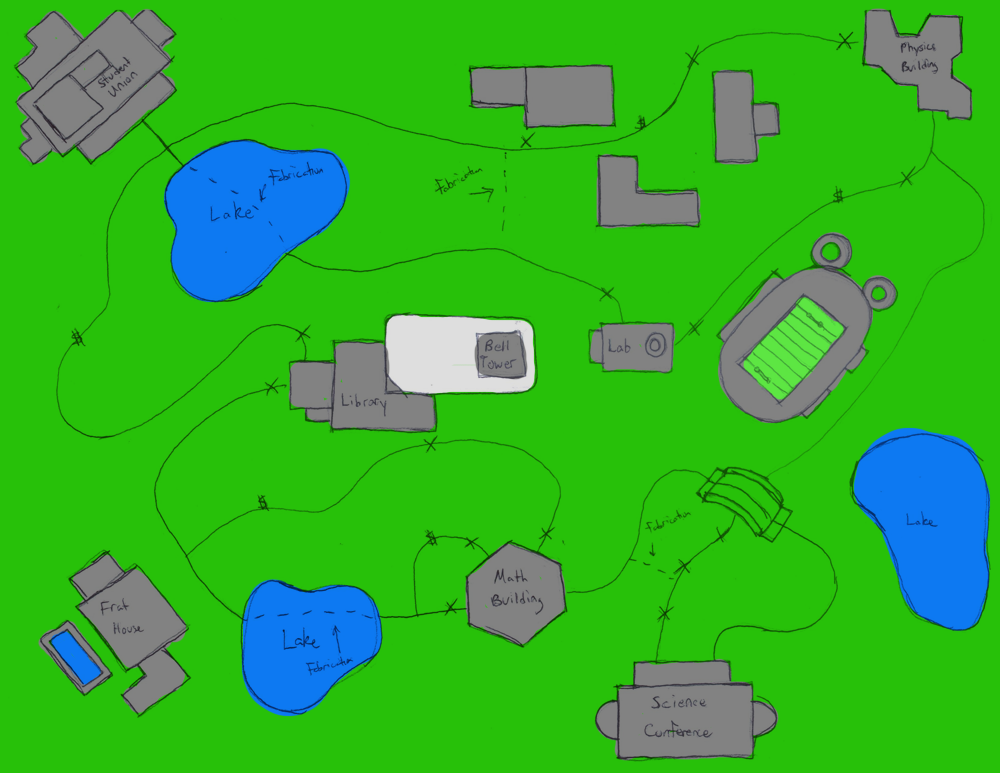 Physics
Building
Student
Union
Fabrication
Lake
Fabrication
Bell
Tower
Lab
Library
Lake
fabrication
Math
Building
Frat
House
Lake
Fabrication
Science
Conference